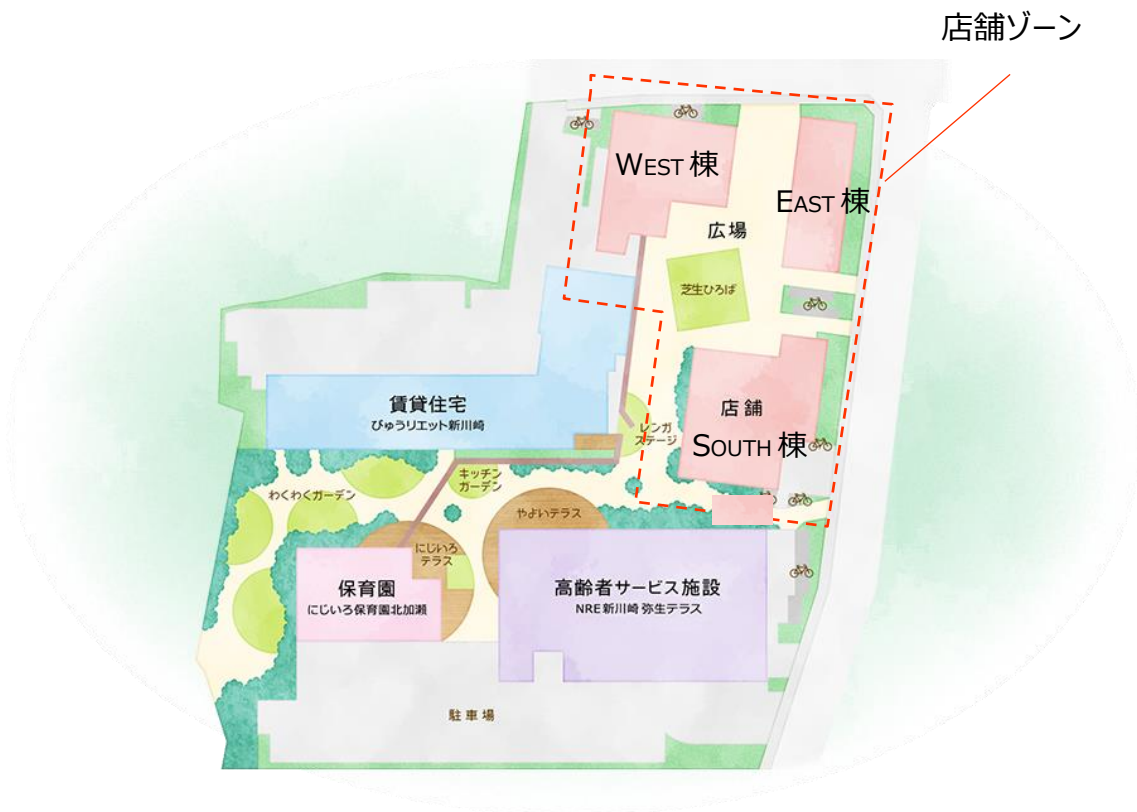 店舗ゾーン
WEST 棟
EAST 棟
広場
芝生ひろば
賃貸住宅
びゅうリエット新川崎
店舗
SOUTH 棟
レンガ
ステージ
キッチン
ガーデン
わくわくガーデン
やよいテラス
にじいろ
テラス
保育園
にじいろ保育園北加瀬
高齢者サービス施設
NRE新川崎 弥生テラス
駐車場